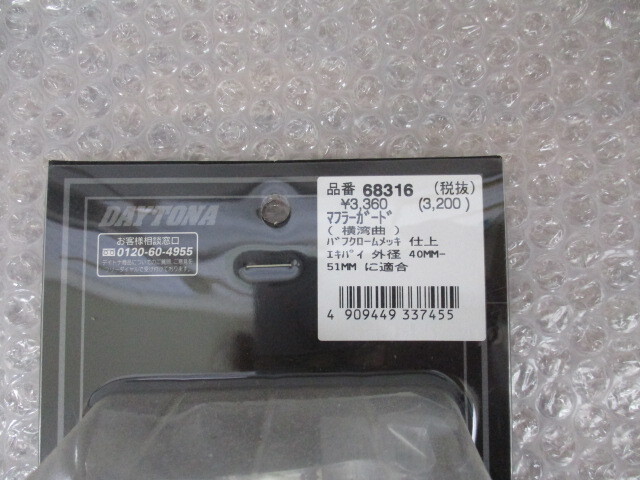 DAYTONA
お客様相談窓口
0120-60-4955
品番 68316 (税抜)
¥3,360 (3,200)
マフラーガード
(横湾曲)
バフクロームメッキ 仕上
エキパイ 外径 40MM-
51MM に適合
4 909449 337455